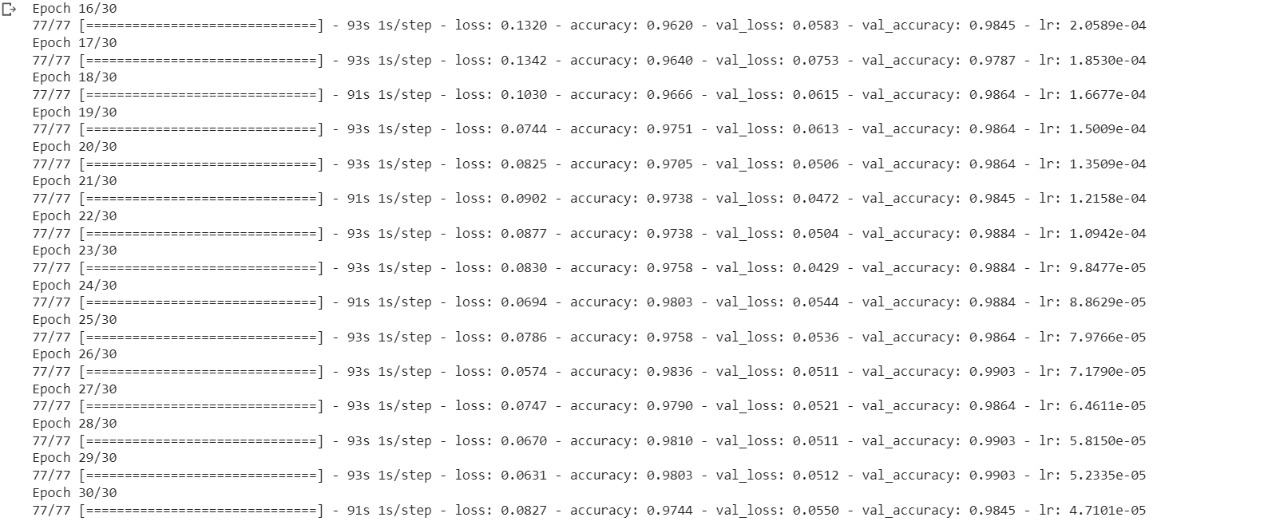 Epoch 16/30
77/77 [==============================] - 93s 1s/step - loss: 0.1320 - accuracy: 0.9620 - val_loss: 0.0583 - val_accuracy: 0.9845 - lr: 2.0589e-04
Epoch 17/30
77/77 [==============================] - 93s 1s/step - loss: 0.1342 - accuracy: 0.9640 - val_loss: 0.0753 - val_accuracy: 0.9787 - lr: 1.8530e-04
Epoch 18/30
77/77 [==============================] - 91s 1s/step - loss: 0.1030 - accuracy: 0.9666 - val_loss: 0.0615 - val_accuracy: 0.9864 - lr: 1.6677e-04
Epoch 19/30
77/77 [==============================] - 93s 1s/step - loss: 0.0744 - accuracy: 0.9751 - val_loss: 0.0613 - val_accuracy: 0.9864 - lr: 1.5009e-04
Epoch 20/30
77/77 [==============================] - 93s 1s/step - loss: 0.0825 - accuracy: 0.9705 - val_loss: 0.0506 - val_accuracy: 0.9864 - lr: 1.3509e-04
Epoch 21/30
77/77 [==============================] - 91s 1s/step - loss: 0.0902 - accuracy: 0.9738 - val_loss: 0.0472 - val_accuracy: 0.9845 - lr: 1.2158e-04
Epoch 22/30
77/77 [==============================] - 93s 1s/step - loss: 0.0877 - accuracy: 0.9738 - val_loss: 0.0504 - val_accuracy: 0.9884 - lr: 1.0942e-04
Epoch 23/30
77/77 [==============================] - 93s 1s/step - loss: 0.0830 - accuracy: 0.9758 - val_loss: 0.0429 - val_accuracy: 0.9884 - lr: 9.8477e-05
Epoch 24/30
77/77 [==============================] - 91s 1s/step - loss: 0.0694 - accuracy: 0.9803 - val_loss: 0.0544 - val_accuracy: 0.9884 - lr: 8.8629e-05
Epoch 25/30
77/77 [==============================] - 93s 1s/step - loss: 0.0786 - accuracy: 0.9758 - val_loss: 0.0536 - val_accuracy: 0.9864 - lr: 7.9766e-05
Epoch 26/30
77/77 [==============================] - 93s 1s/step - loss: 0.0574 - accuracy: 0.9836 - val_loss: 0.0511 - val_accuracy: 0.9903 - lr: 7.1790e-05
Epoch 27/30
77/77 [==============================] - 93s 1s/step - loss: 0.0747 - accuracy: 0.9790 - val_loss: 0.0521 - val_accuracy: 0.9864 - lr: 6.4611e-05
Epoch 28/30
77/77 [==============================] - 93s 1s/step - loss: 0.0670 - accuracy: 0.9810 - val_loss: 0.0511 - val_accuracy: 0.9903 - lr: 5.8150e-05
Epoch 29/30
77/77 [==============================] - 93s 1s/step - loss: 0.0631 - accuracy: 0.9803 - val_loss: 0.0512 - val_accuracy: 0.9903 - lr: 5.2335e-05
Epoch 30/30
77/77 [==============================] - 91s 1s/step - loss: 0.0827 - accuracy: 0.9744 - val_loss: 0.0550 - val_accuracy: 0.9845 - lr: 4.7101e-05